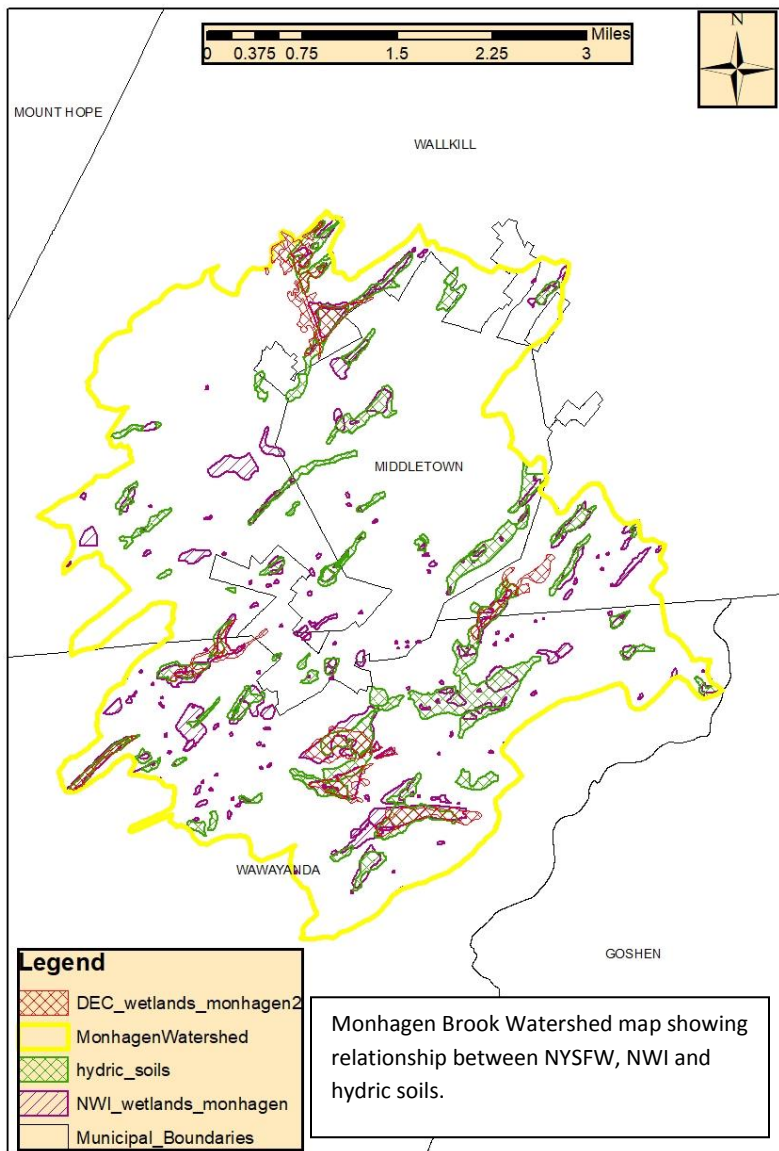 Miles
0 0.375 0.75 1.5 2.25 3
N
MOUNT HOPE
WALLKILL
MIDDLETOWN
WAWAYANDA
GOSHEN
Legend
DEC_wetlands_monhagen2
MonhagenWatershed
hydric_soils
NWI_wetlands_monhagen
Municipal_Boundaries
Monhagen Brook Watershed map showing
relationship between NYSFW, NWI and
hydric soils.